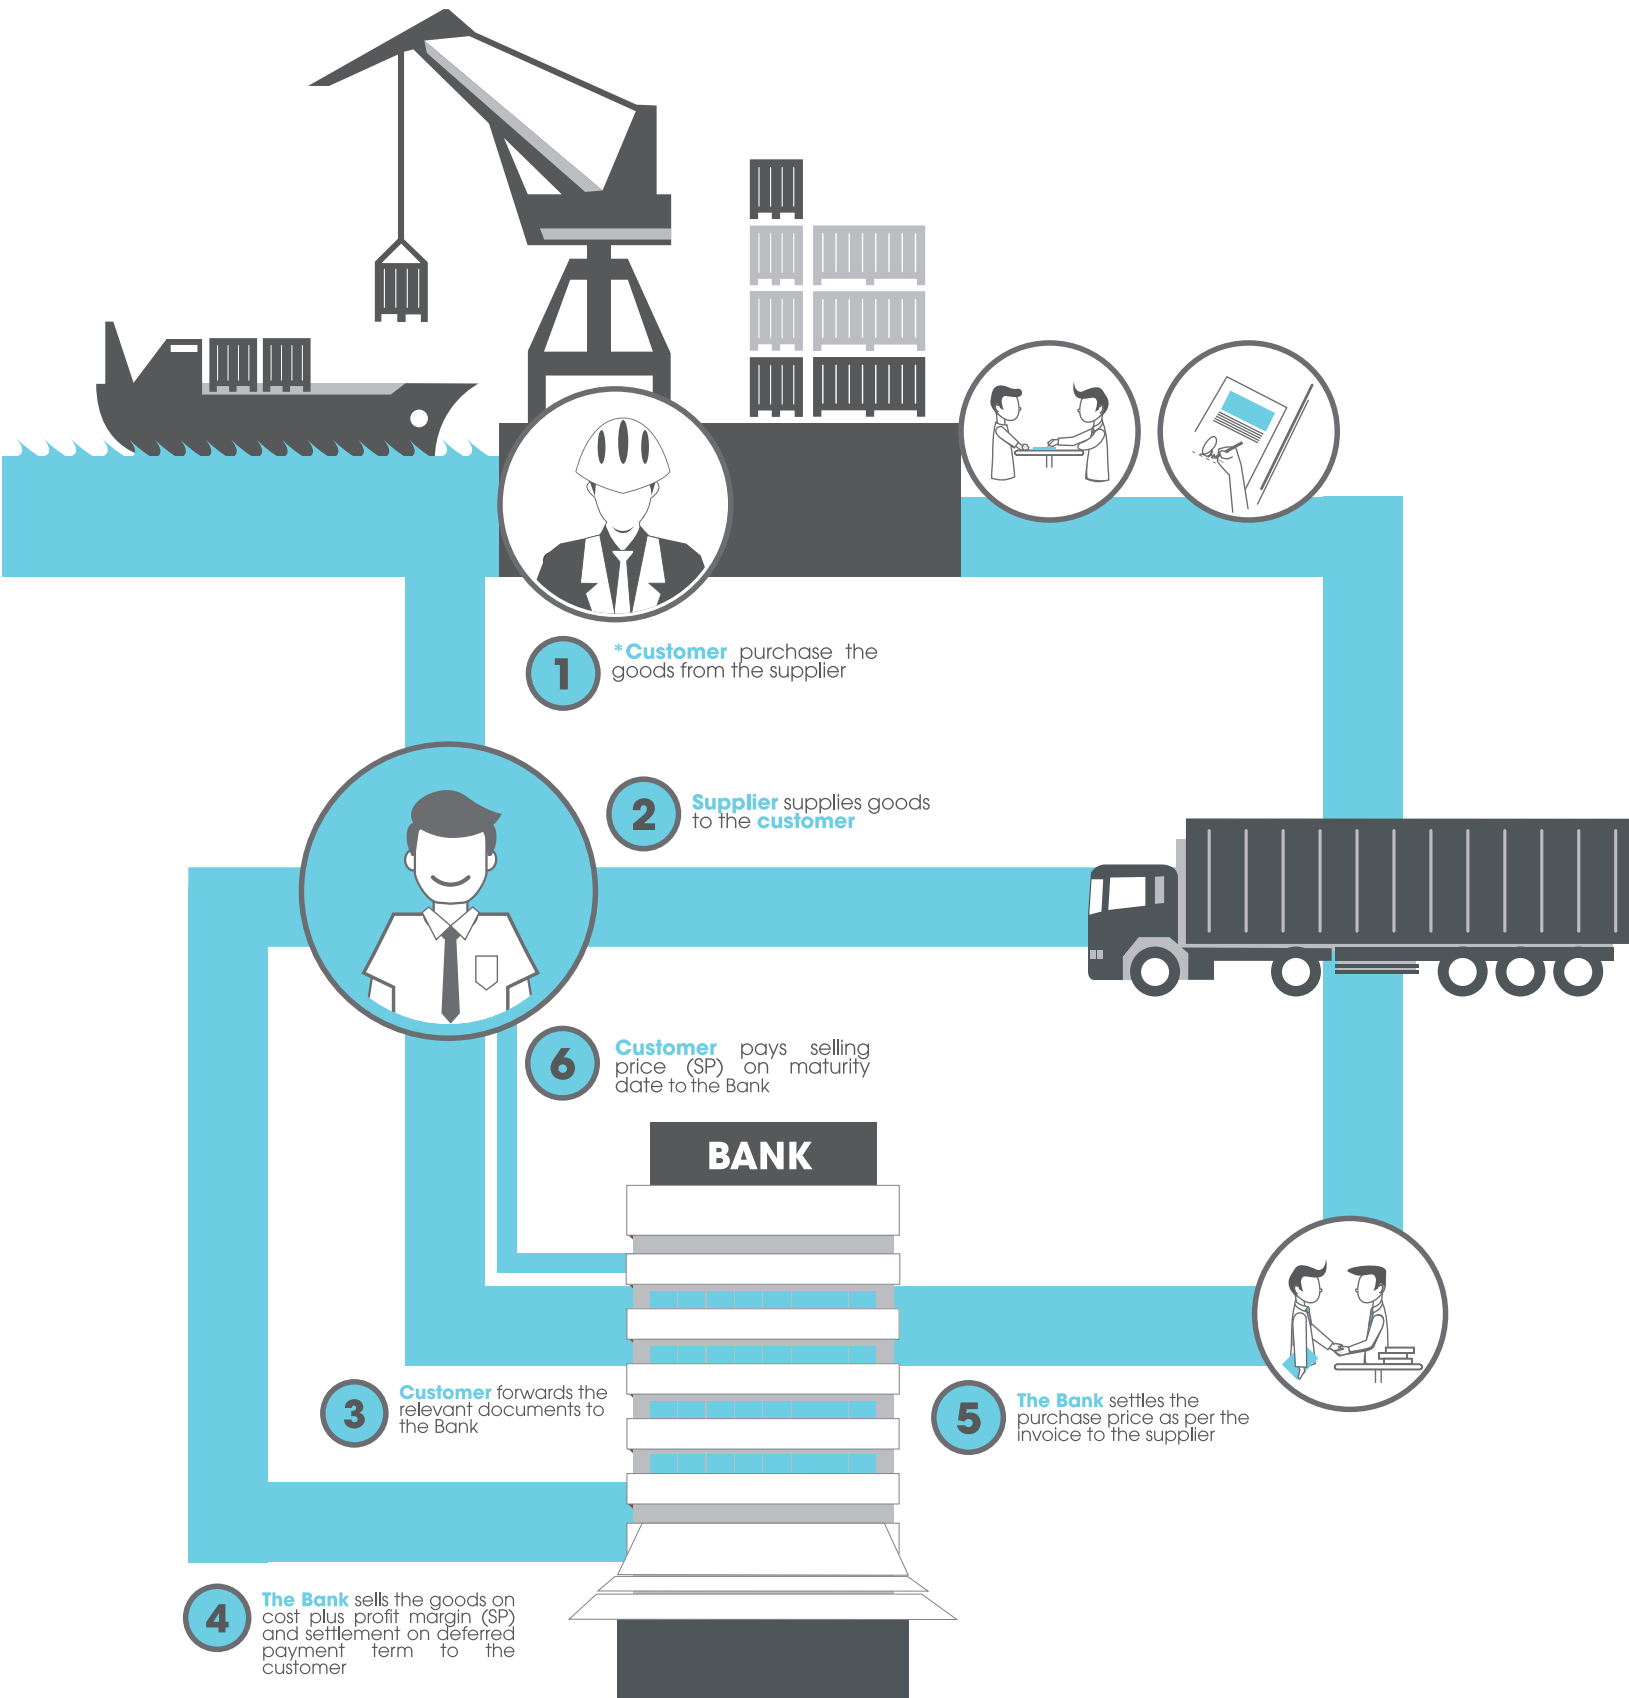 1
*Customer purchase the
goods from the supplier
2
Supplier supplies goods
to the customer
6
Customer pays selling
price (SP) on maturity
date to the Bank
BANK
3
Customer forwards the
relevant documents to
the Bank
5
The Bank settles the
purchase price as per the
invoice to the supplier
4
The Bank sells the goods on
cost plus profit margin (SP)
and settlement on deferred
payment term to the
customer